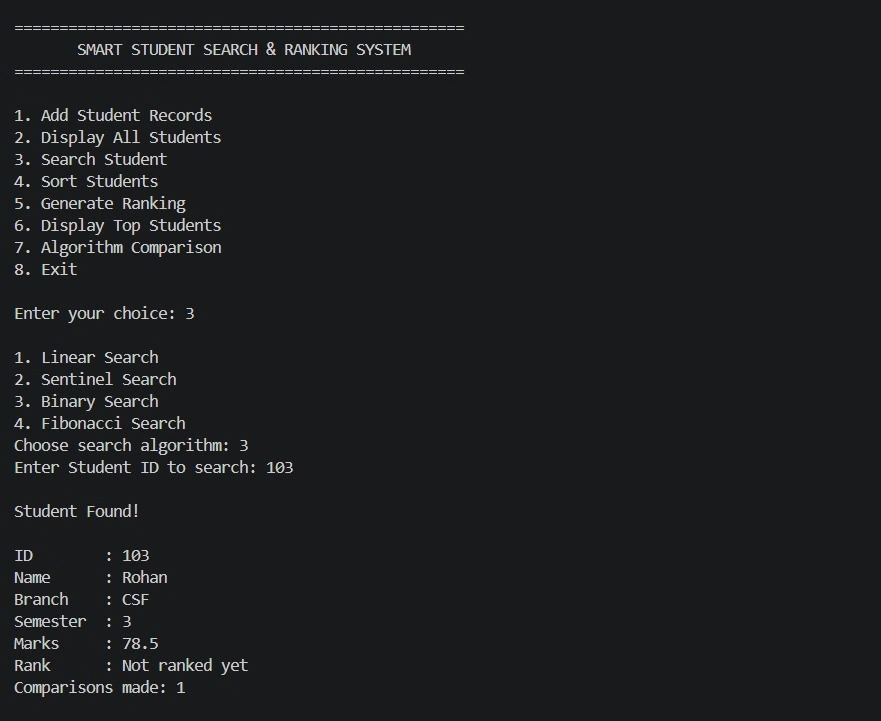 ==================================================
SMART STUDENT SEARCH & RANKING SYSTEM
==================================================
1. Add Student Records
2. Display All Students
3. Search Student
4. Sort Students
5. Generate Ranking
6. Display Top Students
7. Algorithm Comparison
8. Exit
Enter your choice: 3
1. Linear Search
2. Sentinel Search
3. Binary Search
4. Fibonacci Search
Choose search algorithm: 3
Enter Student ID to search: 103
Student Found!
ID        : 103
Name      : Rohan
Branch    : CSF
Semester  : 3
Marks     : 78.5
Rank      : Not ranked yet
Comparisons made: 1